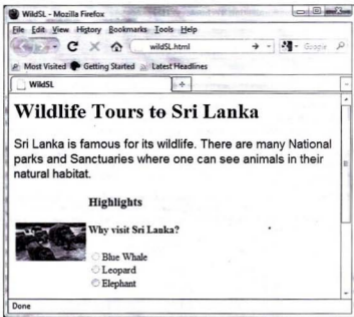 WildSL - Mozilla Firefox
File Edit View History Bookmarks Tools Help
wildSL.html
Google
Most Visited Getting Started Latest Headlines
WildSL
Wildlife Tours to Sri Lanka
Sri Lanka is famous for its wildlife. There are many National
parks and Sanctuaries where one can see animals in their
natural habitat.
Highlights
Why visit Sri Lanka?
Blue Whale
Leopard
Elephant
Done